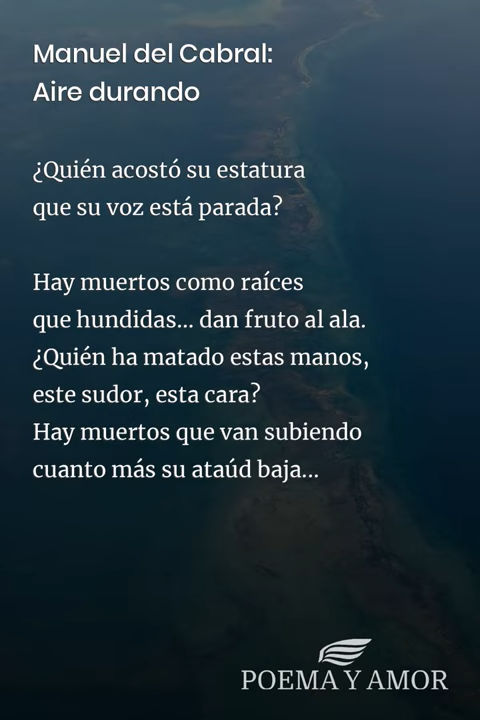 Manuel del Cabral:
Aire durando
¿Quién acostó su estatura
que su voz está parada?
Hay muertos como raíces
que hundidas... dan fruto al ala.
¿Quién ha matado estas manos,
este sudor, esta cara?
Hay muertos que van subiendo
cuanto más su ataúd baja...
POEMA Y AMOR